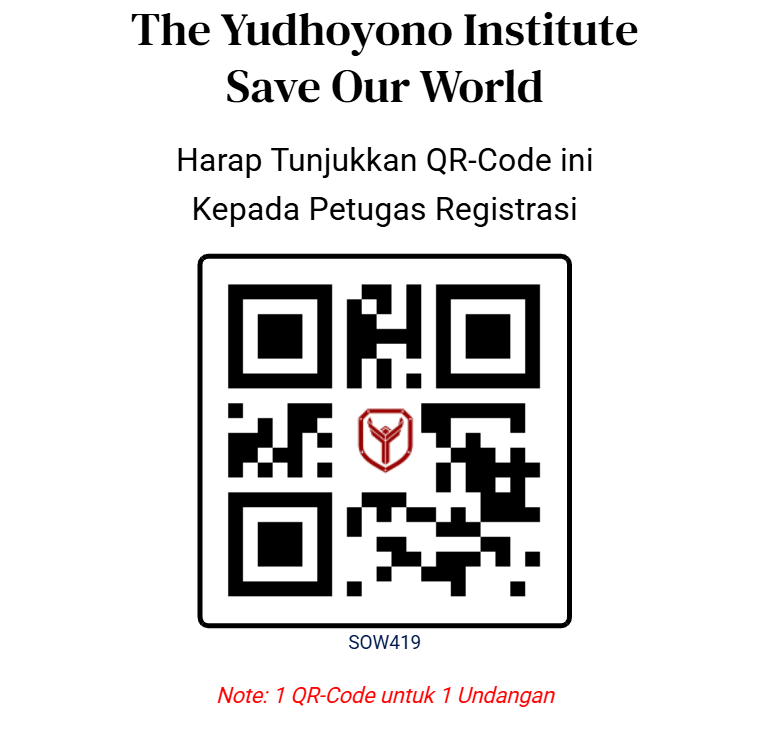 The Yudhoyono Institute
Save Our World
Harap Tunjukkan QR-Code ini
Kepada Petugas Registrasi
SOW419
Note: 1 QR-Code untuk 1 Undangan